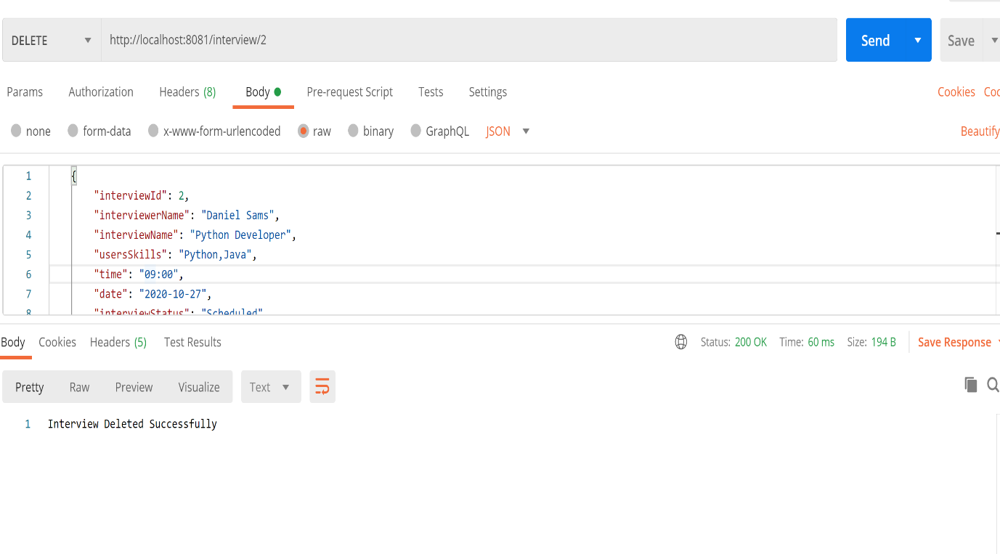 DELETE http://localhost:8081/interview/2 Send Save
Params Authorization Headers (8) Body Pre-request Script Tests Settings Cookies
none form-data x-www-form-urlencoded raw binary GraphQL JSON Beautify
1 {
2 "interviewId": 2,
3 "interviewerName": "Daniel Sams",
4 "interviewName": "Python Developer",
5 "usersSkills": "Python,Java",
6 "time": "09:00",
7 "date": "2020-10-27",
8 "interviewStatus": "Scheduled"
Body Cookies Headers (5) Test Results Status: 200 OK Time: 60 ms Size: 194 B Save Response
Pretty Raw Preview Visualize Text
1 Interview Deleted Successfully